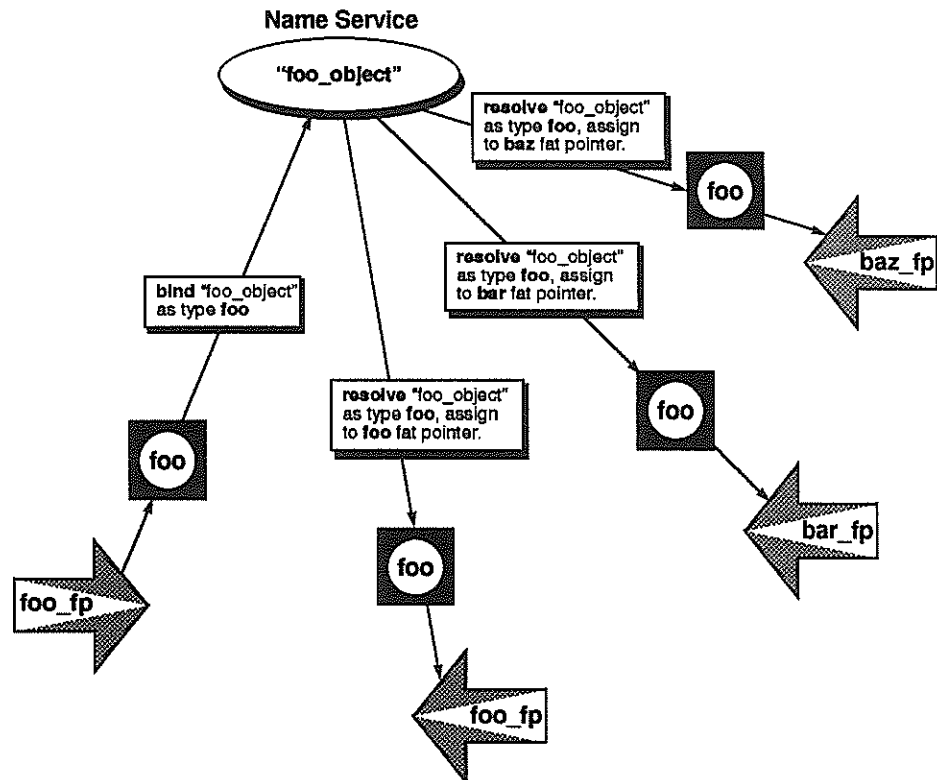 Name Service
"foo_object"
resolve "foo_object"
as type foo, assign
to baz fat pointer.
foo
baz_fp
resolve "foo_object"
as type foo, assign
to bar fat pointer.
bind "foo_object"
as type foo
foo
bar_fp
resolve "foo_object"
as type foo, assign
to foo fat pointer.
foo
foo
foo_fp
foo_fp